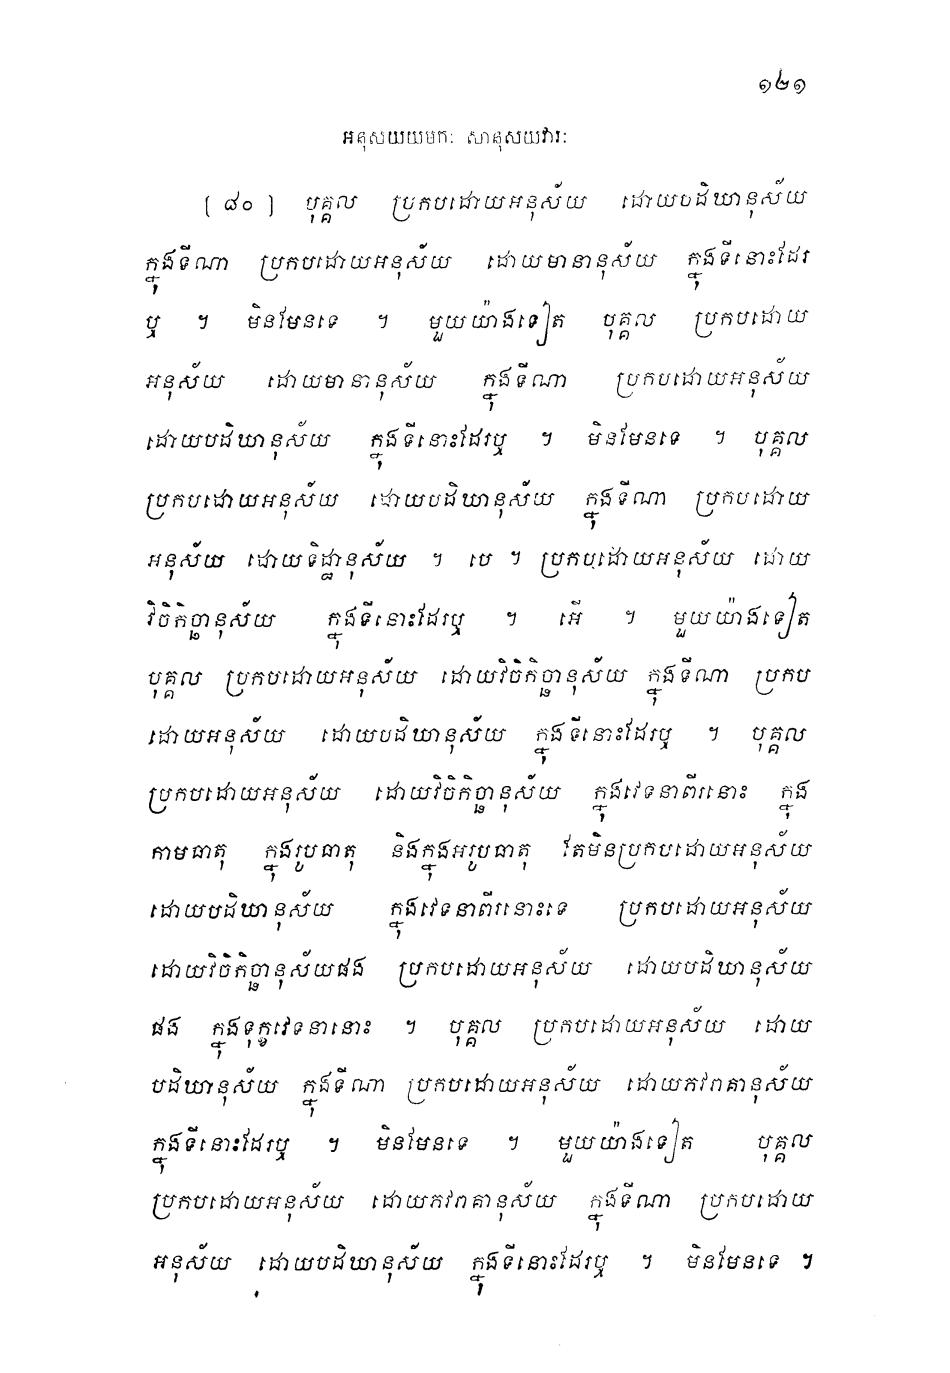 ១២១
អនុសយយមកៈ សានុសយវារៈ
(៨០) បុគ្គល ប្រកបដោយអនុស័យ ដោយបដិឃានុស័យ
ក្នុងទីណា ប្រកបដោយអនុស័យ ដោយមានានុស័យ ក្នុងទីនោះដែរ
ឬ ។ មិនមែនទេ ។ មួយយ៉ាងទៀត បុគ្គល ប្រកបដោយ
អនុស័យ ដោយមានានុស័យ ក្នុងទីណា ប្រកបដោយអនុស័យ
ដោយបដិឃានុស័យ ក្នុងទីនោះដែរឬ ។ មិនមែនទេ ។ បុគ្គល
ប្រកបដោយអនុស័យ ដោយបដិឃានុស័យ ក្នុងទីណា ប្រកបដោយ
អនុស័យ ដោយទិដ្ឋានុស័យ ។ បេ ។ ប្រកបដោយអនុស័យ ដោយ
វិចិកិច្ឆានុស័យ ក្នុងទីនោះដែរឬ ។ អើ ។ មួយយ៉ាងទៀត
បុគ្គល ប្រកបដោយអនុស័យ ដោយវិចិកិច្ឆានុស័យ ក្នុងទីណា ប្រកប
ដោយអនុស័យ ដោយបដិឃានុស័យ ក្នុងទីនោះដែរឬ ។ បុគ្គល
ប្រកបដោយអនុស័យ ដោយវិចិកិច្ឆានុស័យ ក្នុងវេទនាពីរនោះ ក្នុង
កាមធាតុ ក្នុងរូបធាតុ និងក្នុងអរូបធាតុ តែមិនប្រកបដោយអនុស័យ
ដោយបដិឃានុស័យ ក្នុងវេទនាពីរនោះទេ ប្រកបដោយអនុស័យ
ដោយវិចិកិច្ឆានុស័យផង ប្រកបដោយអនុស័យ ដោយបដិឃានុស័យ
ផង ក្នុងទុក្ខវេទនានោះ ។ បុគ្គល ប្រកបដោយអនុស័យ ដោយ
បដិឃានុស័យ ក្នុងទីណា ប្រកបដោយអនុស័យ ដោយភវរាគានុស័យ
ក្នុងទីនោះដែរឬ ។ មិនមែនទេ ។ មួយយ៉ាងទៀត បុគ្គល
ប្រកបដោយអនុស័យ ដោយភវរាគានុស័យ ក្នុងទីណា ប្រកបដោយ
អនុស័យ ដោយបដិឃានុស័យ ក្នុងទីនោះដែរឬ ។ មិនមែនទេ ។